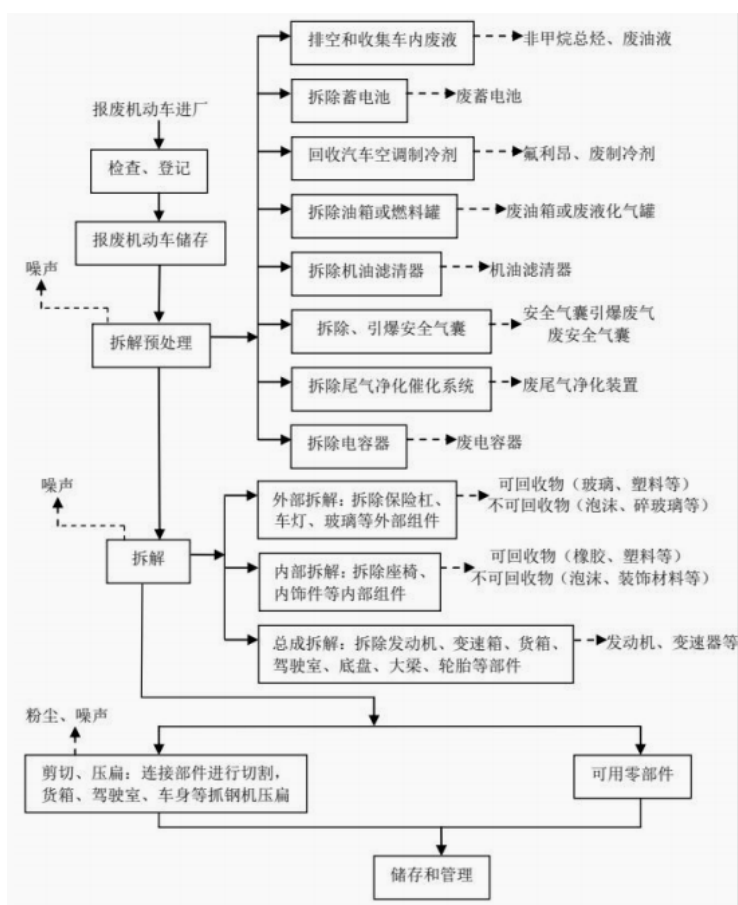 排空和收集车内废液
非甲烷总烃、废油液
报废机动车进厂
拆除蓄电池
废蓄电池
检查、登记
回收汽车空调制冷剂
氟利昂、废制冷剂
报废机动车储存
拆除油箱或燃料罐
废油箱或废液化气罐
噪声
拆除机油滤清器
机油滤清器
拆解预处理
拆除、引爆安全气囊
安全气囊引爆废气
废安全气囊
拆除尾气净化催化系统
废尾气净化装置
拆除电容器
废电容器
噪声
外部拆解：拆除保险杠、
车灯、玻璃等外部组件
可回收物（玻璃、塑料等）
不可回收物（泡沫、碎玻璃等）
拆解
内部拆解：拆除座椅、
内饰件等内部组件
可回收物（橡胶、塑料等）
不可回收物（泡沫、装饰材料等）
总成拆解：拆除发动机、变速箱、货箱、
驾驶室、底盘、大梁、轮胎等部件
发动机、变速器等
粉尘、噪声
剪切、压扁：连接部件进行切割，
货箱、驾驶室、车身等抓钢机压扁
可用零部件
储存和管理